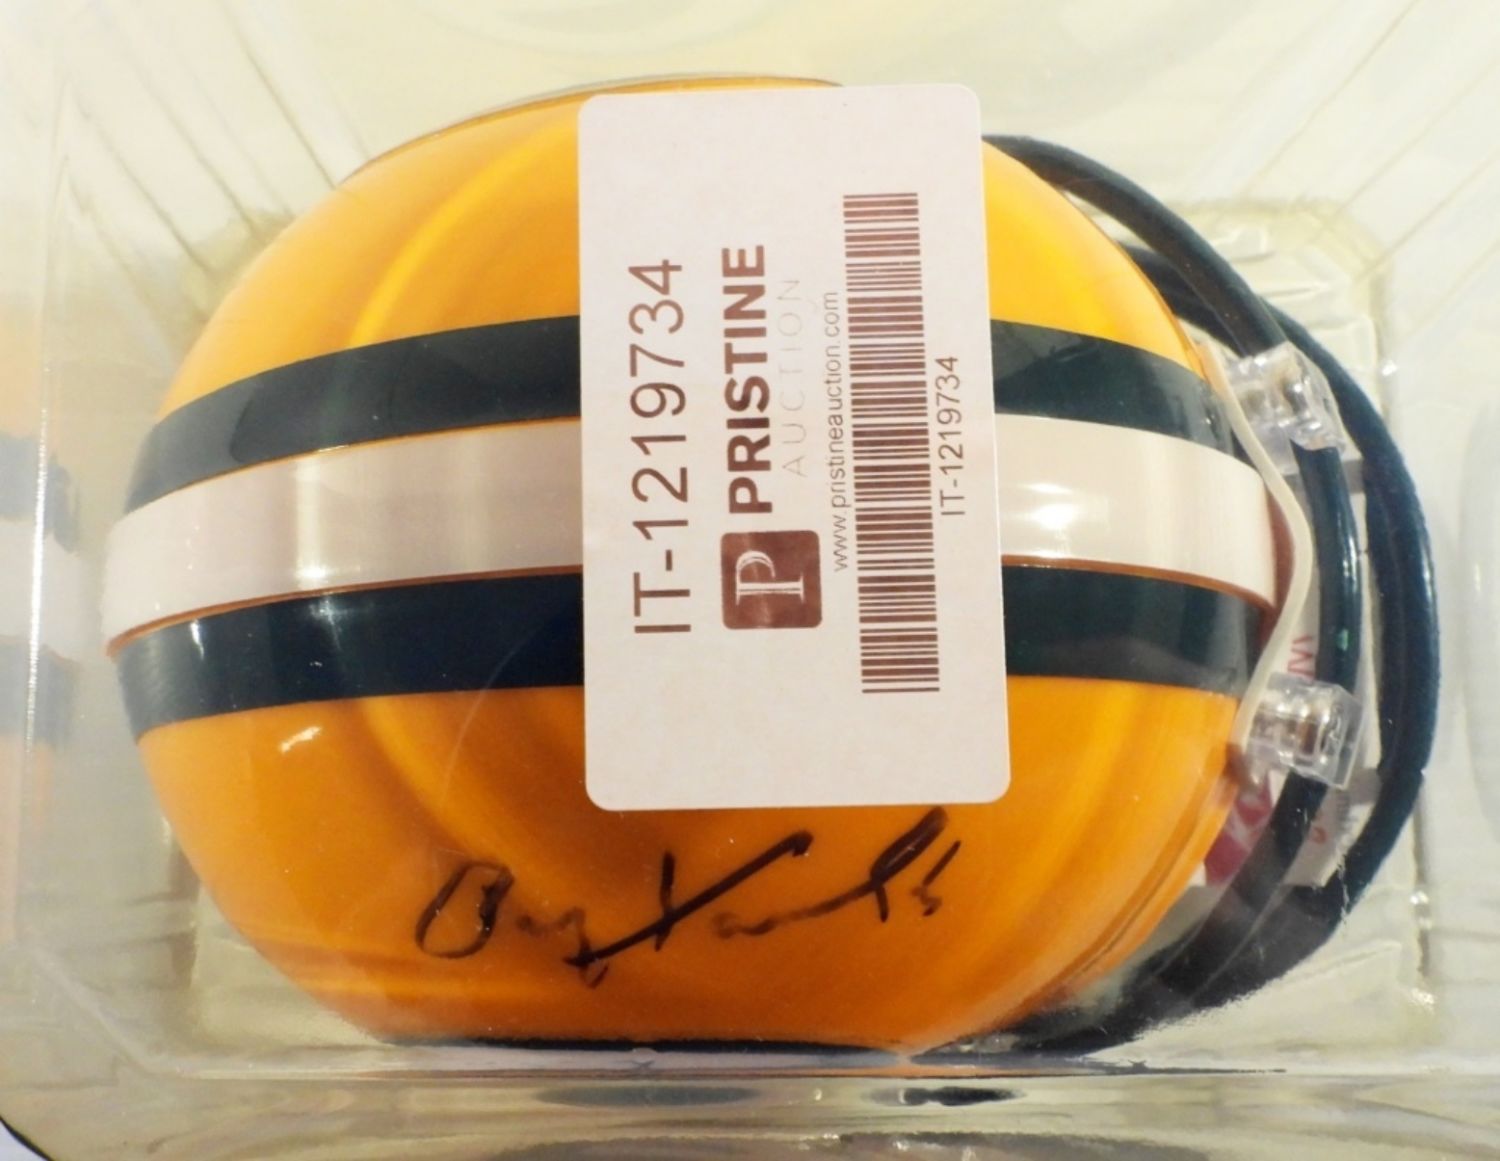 IT-1219734
P PRISTINE
AUCTION
www.pristineauction.com
IT-1219734